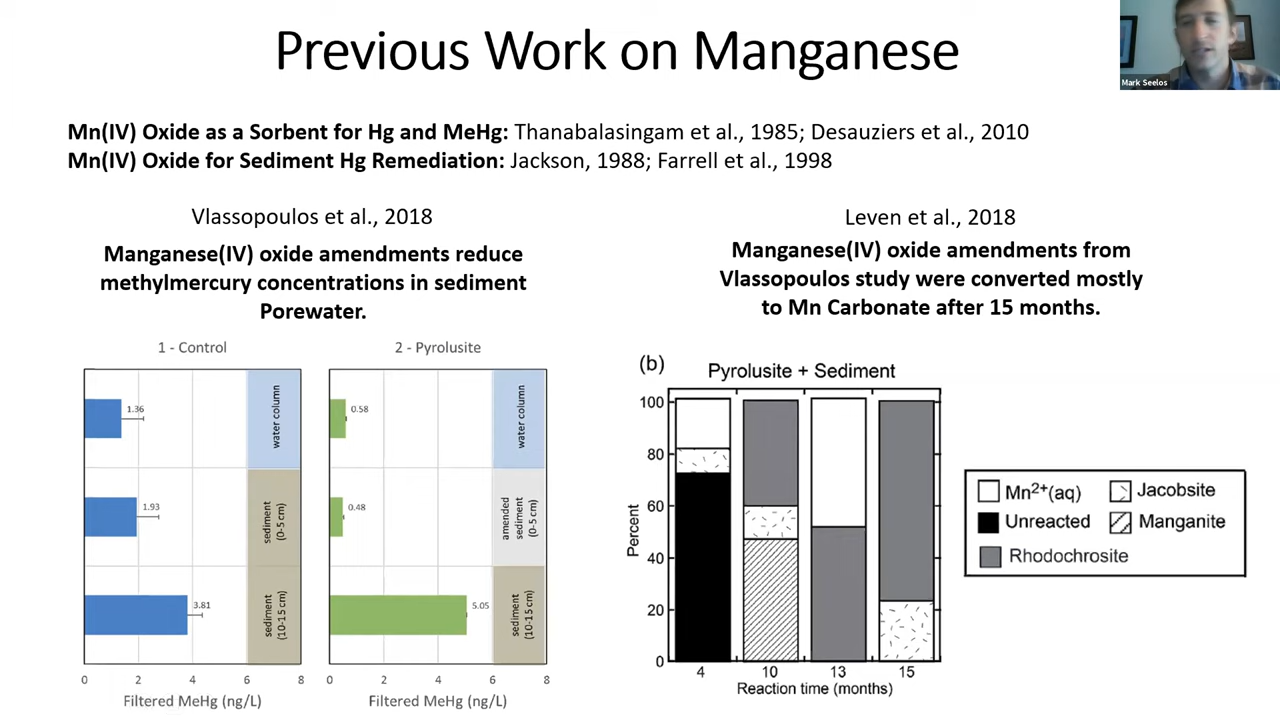 Previous Work on Manganese
Mark Seelos
Mn(IV) Oxide as a Sorbent for Hg and MeHg: Thanabalasingam et al., 1985; Desauziers et al., 2010
Mn(IV) Oxide for Sediment Hg Remediation: Jackson, 1988; Farrell et al., 1998
Vlassopoulos et al., 2018
Manganese(IV) oxide amendments reduce
methylmercury concentrations in sediment
Porewater.
1 - Control
2 - Pyrolusite
1.36
water column
0.58
water column
1.93
sediment
(0-5 cm)
0.48
amended
sediment
(0-5 cm)
3.81
sediment
(10-15 cm)
5.05
sediment
(10-15 cm)
0 2 4 6 8
0 2 4 6 8
Filtered MeHg (ng/L)
Filtered MeHg (ng/L)
Leven et al., 2018
Manganese(IV) oxide amendments from
Vlassopoulos study were converted mostly
to Mn Carbonate after 15 months.
(b)
Pyrolusite + Sediment
100
80
60
40
20
0
Percent
4 10 13 15
Reaction time (months)
Mn2+(aq)
Jacobsite
Unreacted
Manganite
Rhodochrosite